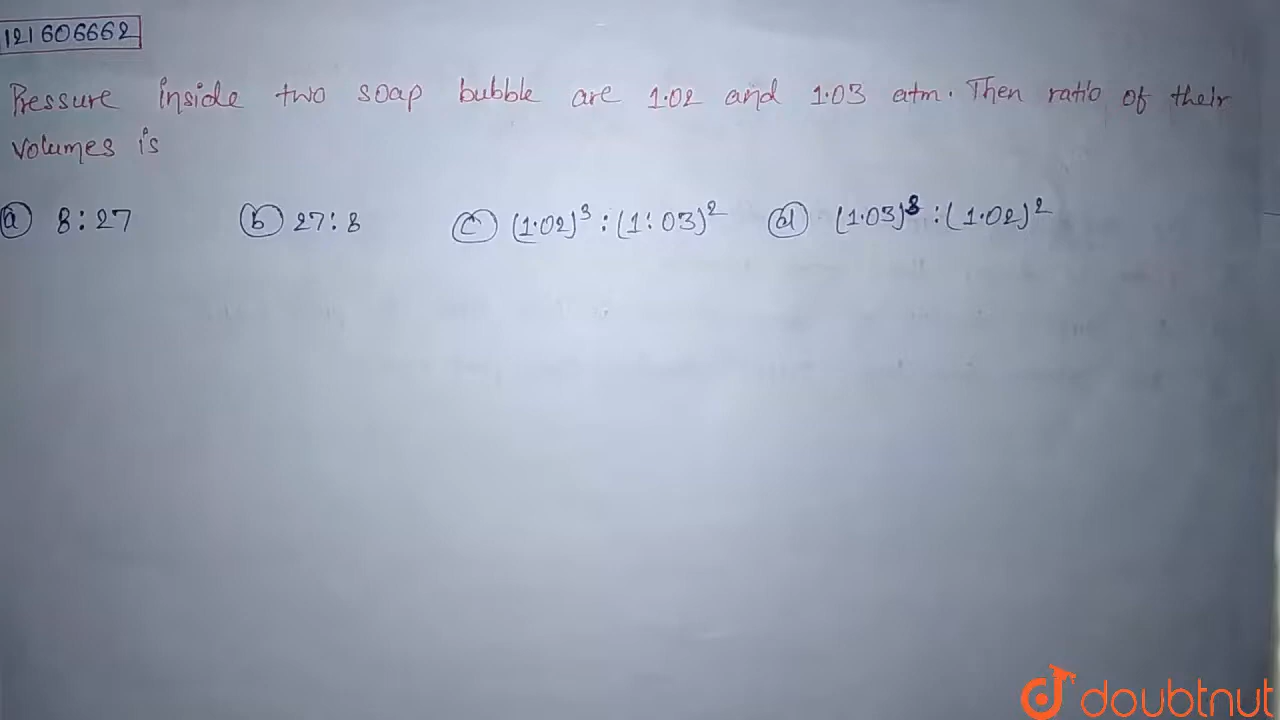 121606662
Pressure inside two soap bubble are 1.02 and 1.03 atm. Then ratio of their
volumes is
(a) 8:27 (b) 27:8 (c) (1.02)³ : (1:03)² (d) (1.03)³ : (1.02)²
doubtnut